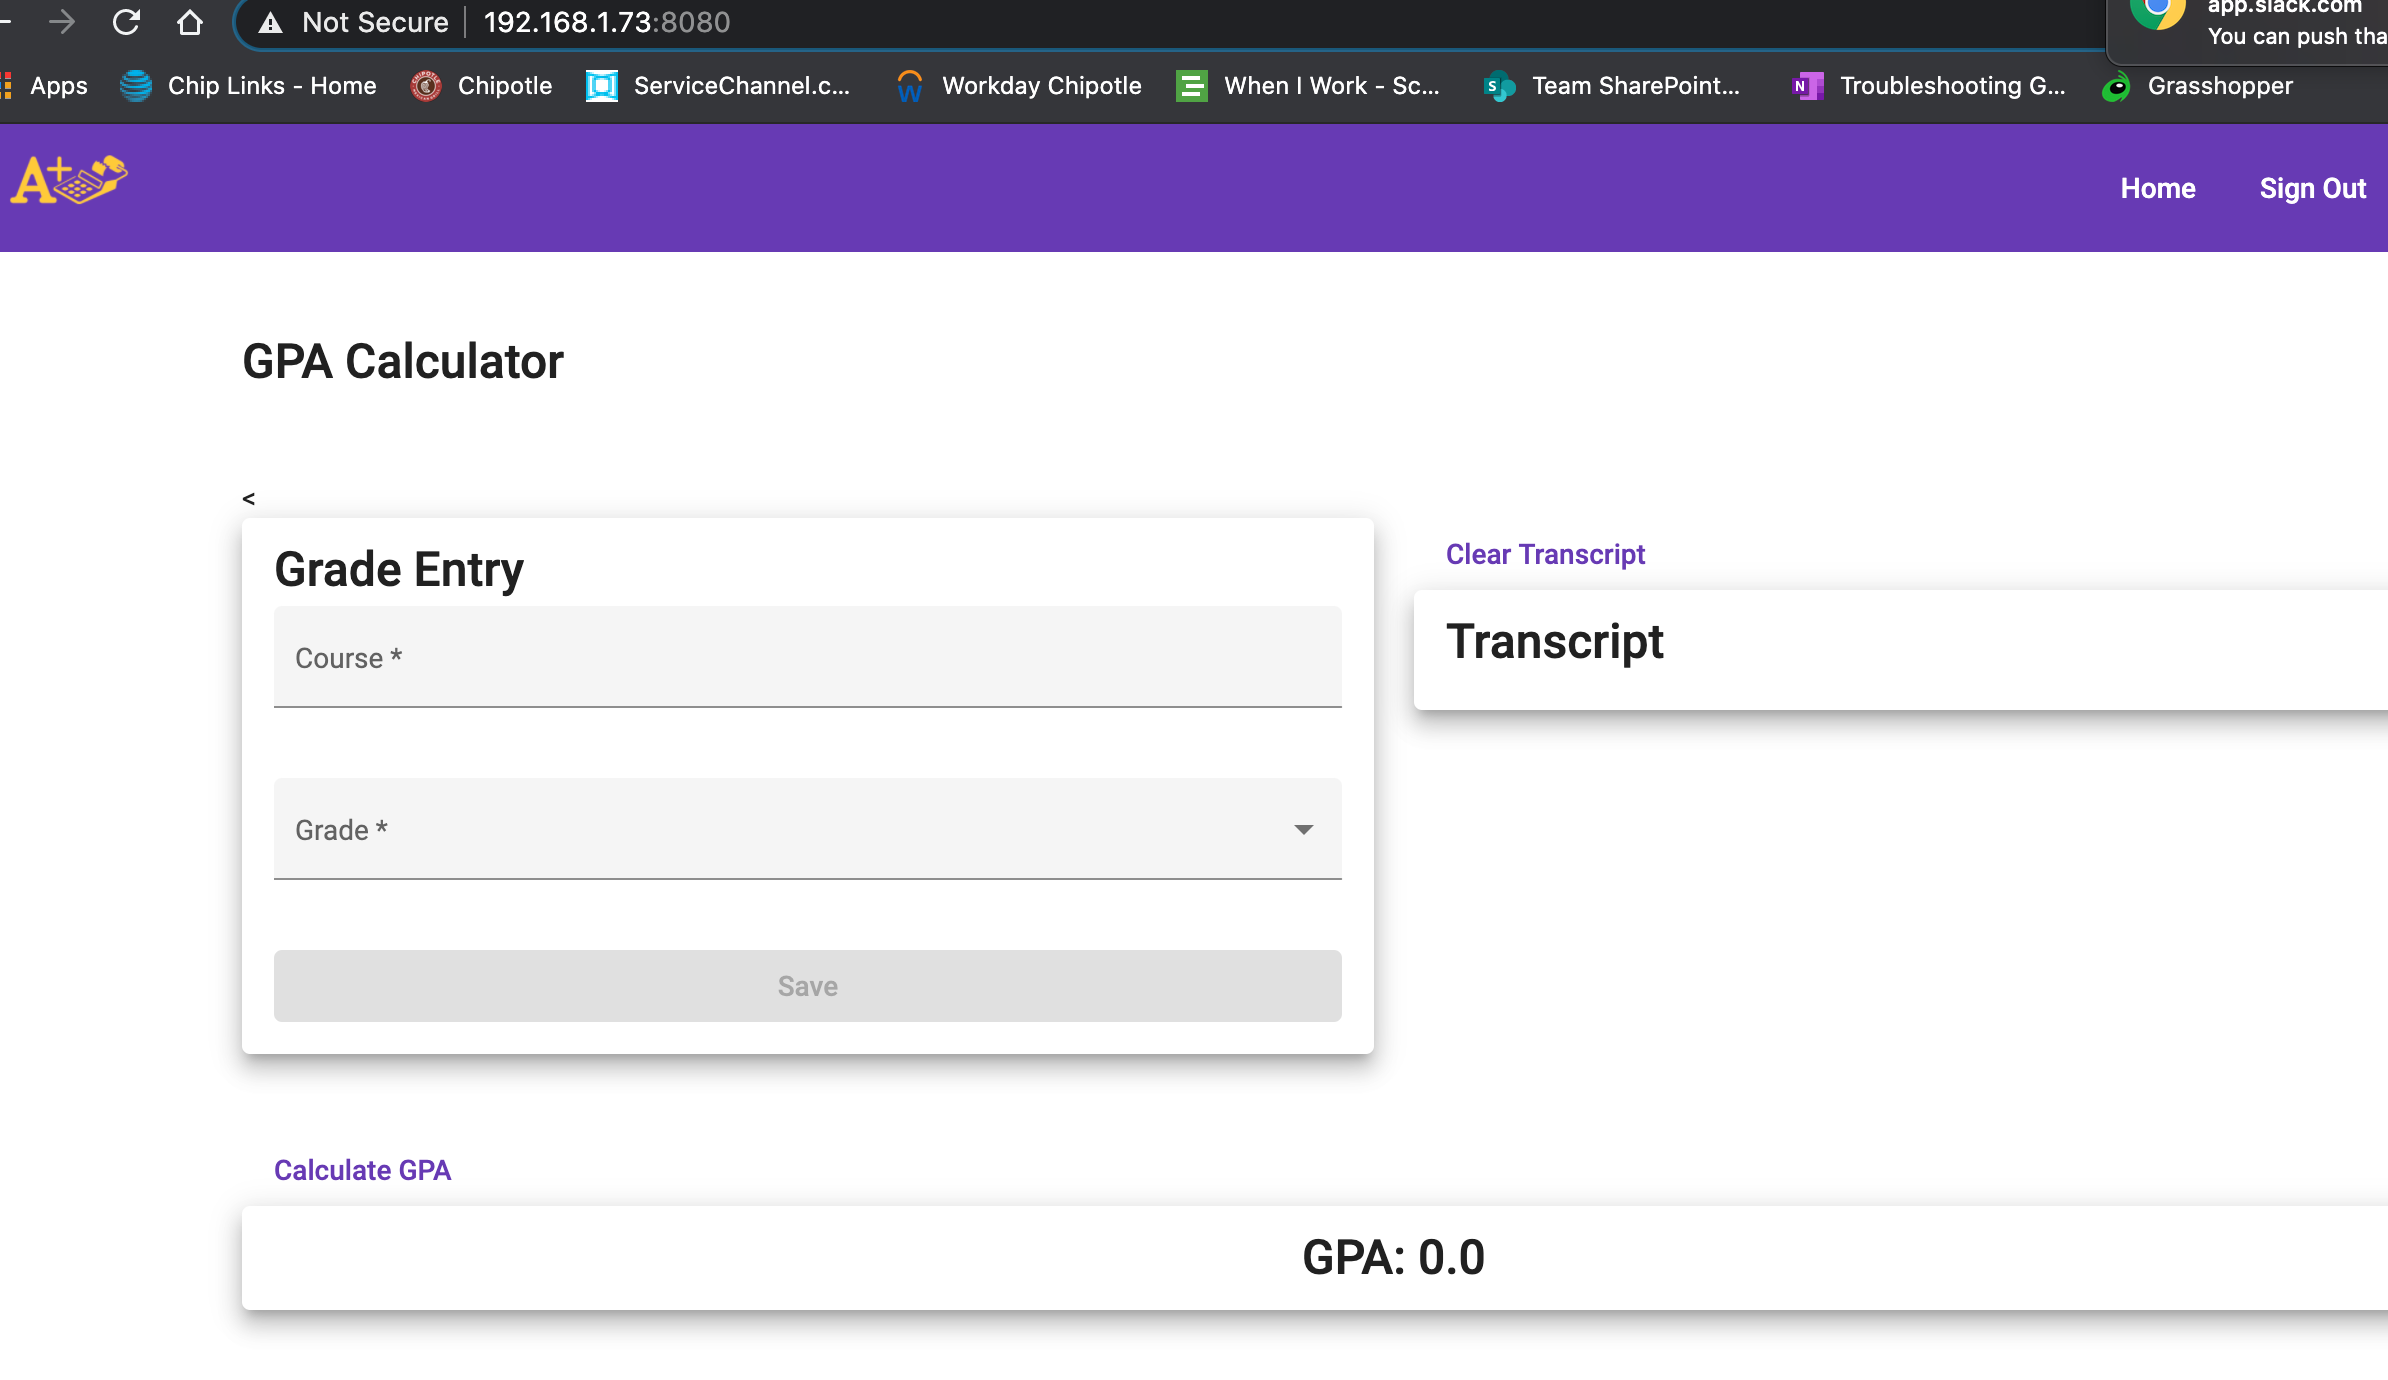 Not Secure | 192.168.1.73:8080
app.slack.com
You can push tha
Apps Chip Links - Home Chipotle ServiceChannel.c... Workday Chipotle When I Work - Sc... Team SharePoint... Troubleshooting G... Grasshopper
A+
Home Sign Out
GPA Calculator
<
Grade Entry
Clear Transcript
Course *
Transcript
Grade *
Save
Calculate GPA
GPA: 0.0